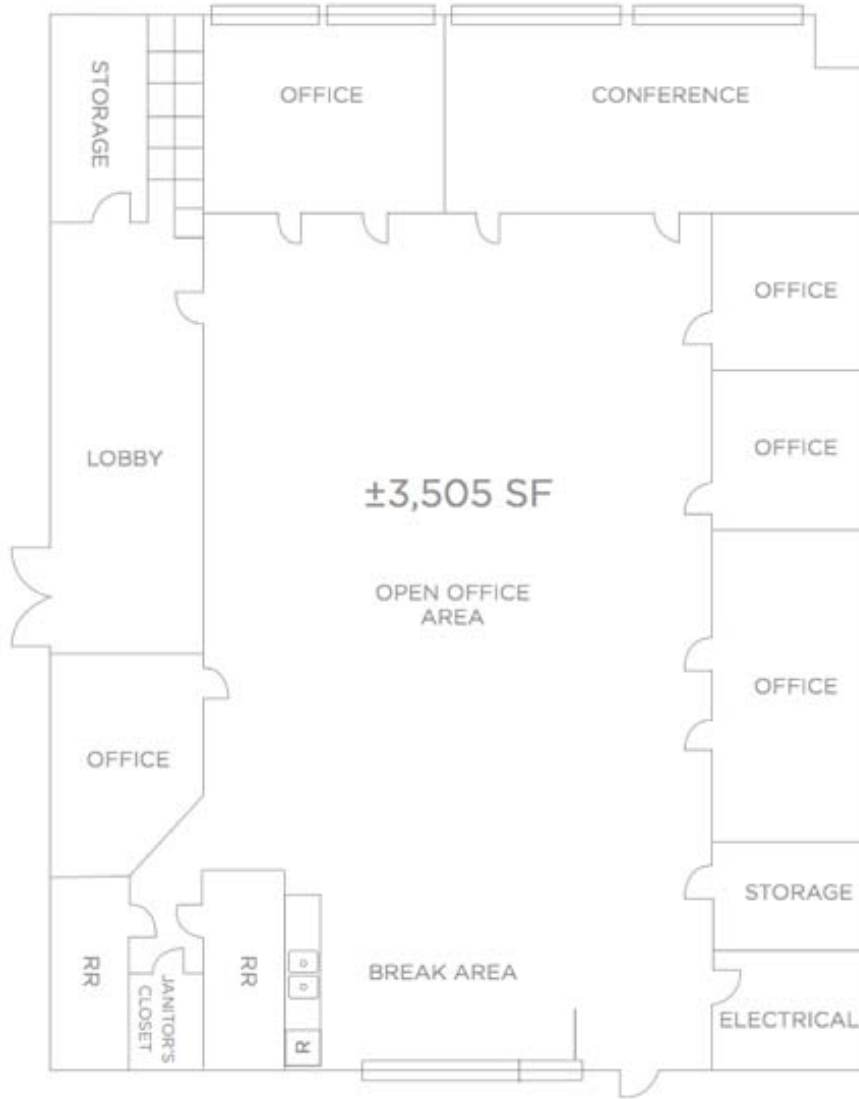 STORAGE
OFFICE
CONFERENCE
OFFICE
OFFICE
LOBBY
±3,505 SF
OPEN OFFICE
AREA
OFFICE
OFFICE
STORAGE
RR
JANITOR'S
CLOSET
RR
R
BREAK AREA
ELECTRICAL